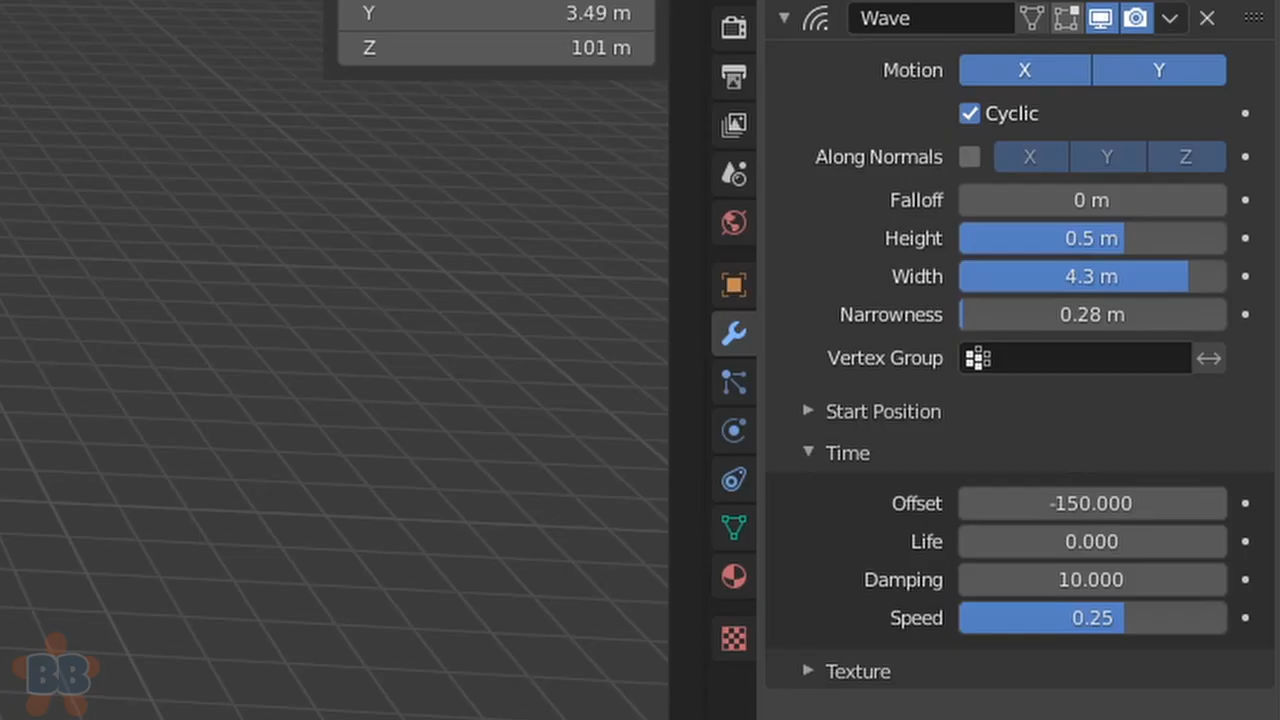 Y 3.49 m
Z 101 m
Wave
Motion X Y
Cyclic
Along Normals X Y Z
Falloff 0 m
Height 0.5 m
Width 4.3 m
Narrowness 0.28 m
Vertex Group
Start Position
Time
Offset -150.000
Life 0.000
Damping 10.000
Speed 0.25
Texture
BB